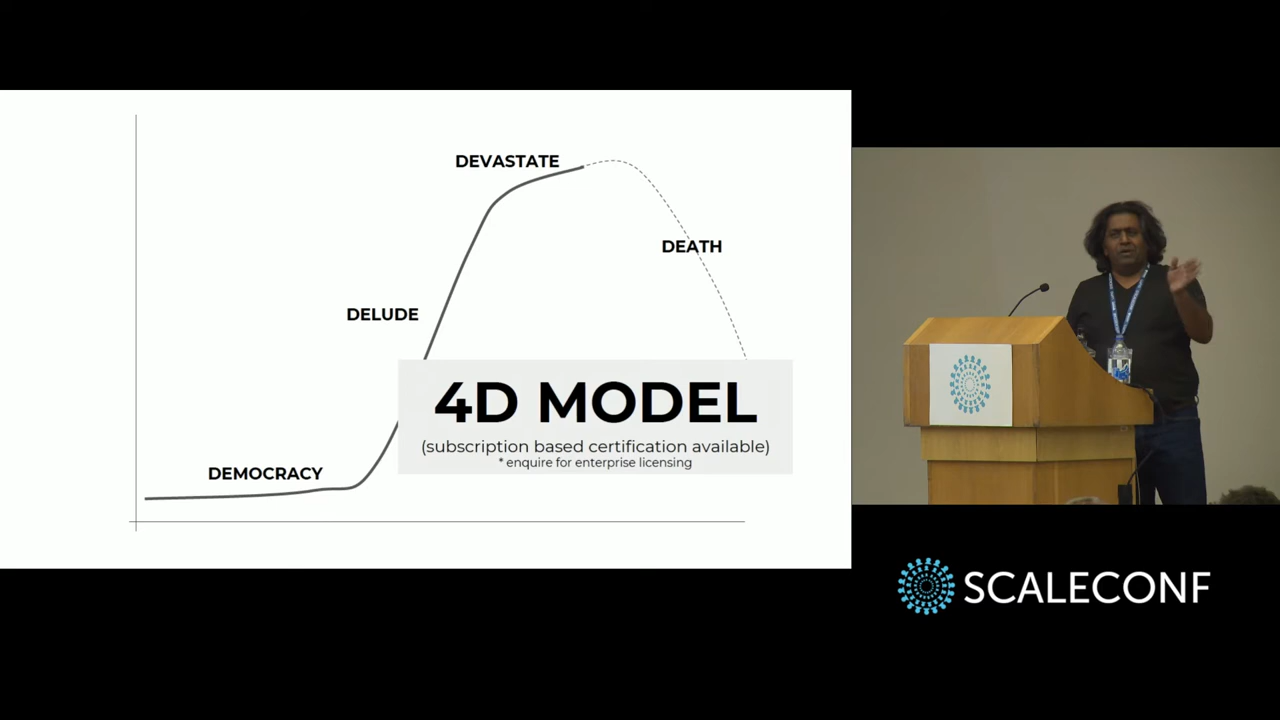 DEVASTATE
DEATH
DELUDE
4D MODEL
(subscription based certification available)
* enquire for enterprise licensing
DEMOCRACY
SCALECONF